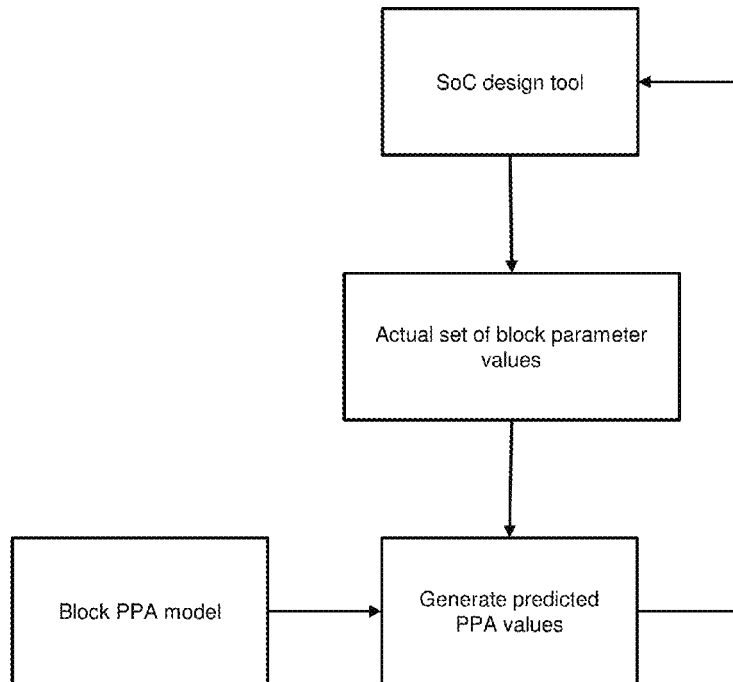 SoC design tool
Actual set of block parameter
values
Block PPA model
Generate predicted
PPA values